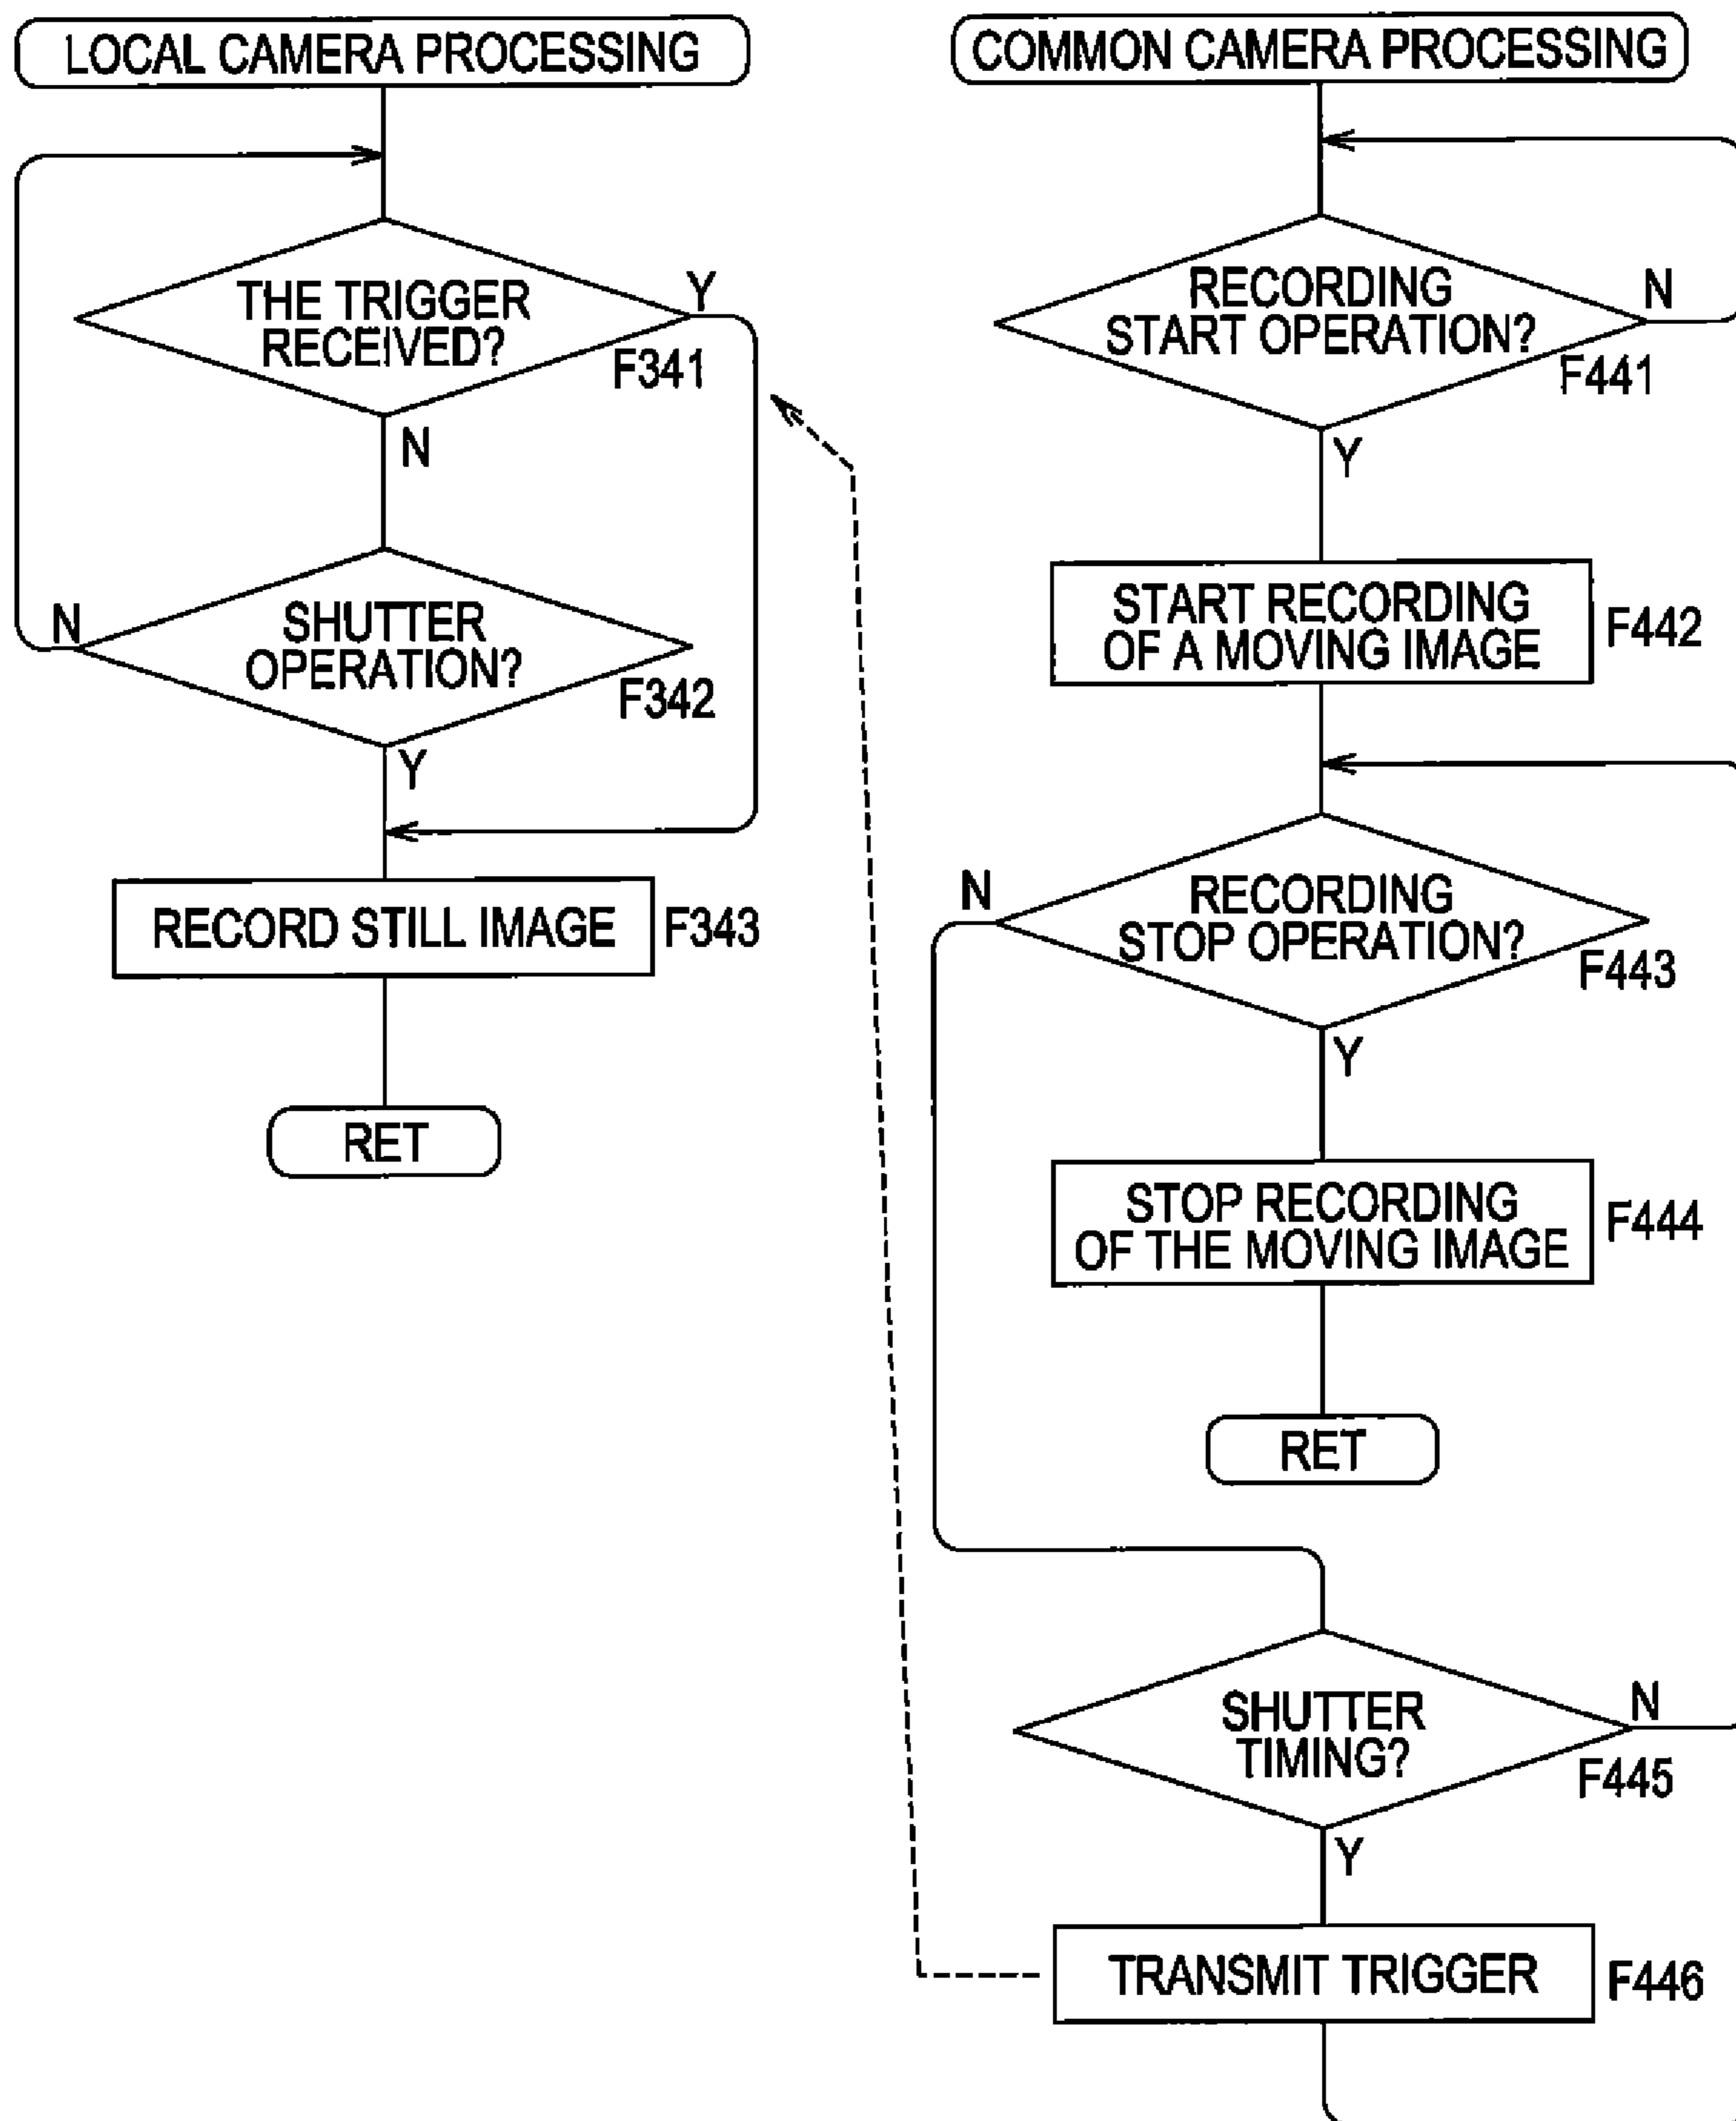 LOCAL CAMERA PROCESSING
THE TRIGGER
RECEIVED?
Y
F341
N
SHUTTER
OPERATION?
N
F342
Y
RECORD STILL IMAGE
F343
RET
COMMON CAMERA PROCESSING
RECORDING
START OPERATION?
N
F441
Y
START RECORDING
OF A MOVING IMAGE
F442
RECORDING
STOP OPERATION?
N
F443
Y
STOP RECORDING
OF THE MOVING IMAGE
F444
RET
SHUTTER
TIMING?
N
F445
Y
TRANSMIT TRIGGER
F446